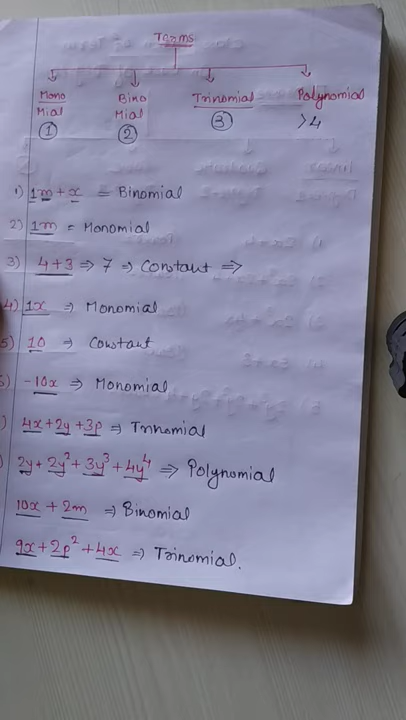 Terms
Mono Bino Trinomial Polynomial
Mial Mial
1 2 3 >4
1) 1m + x = Binomial
2) 1m = Monomial
3) 4+3 ⇒ 7 ⇒ Constant ⇒
4) 1x ⇒ Monomial
5) 10 ⇒ Constant
6) -10x ⇒ Monomial
) 4x + 2y + 3p ⇒ Trinomial
) 2y + 2y² + 3y³ + 4y⁴ ⇒ Polynomial
10x + 2m ⇒ Binomial
9x + 2p² + 4x ⇒ Trinomial.